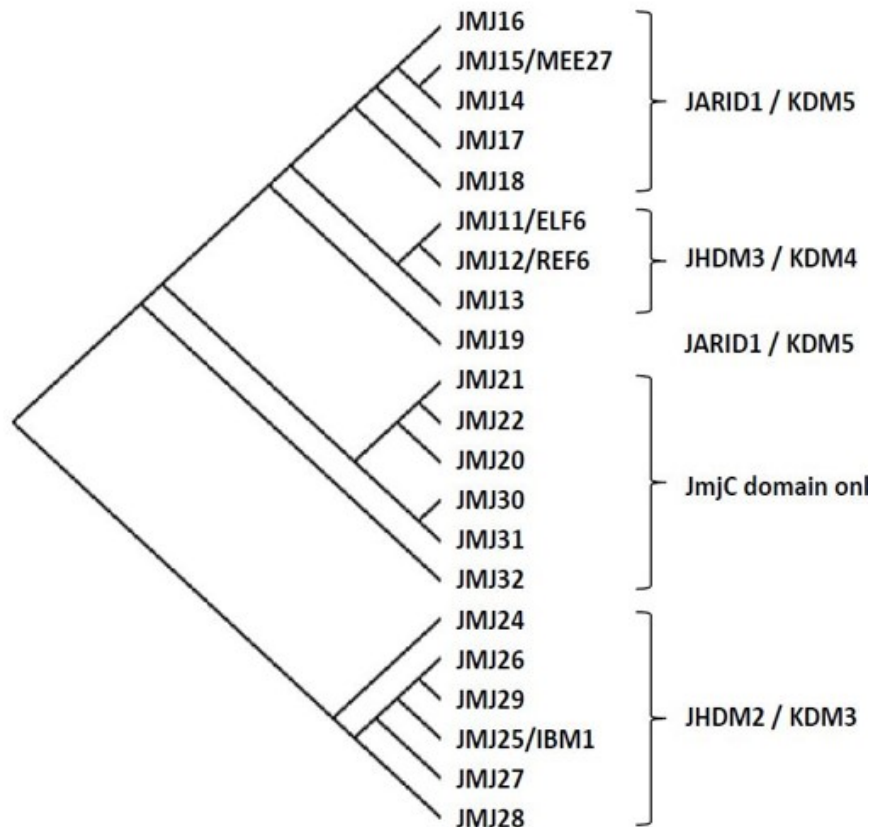 JMJ16
JMJ15/MEE27
JMJ14
JMJ17
JMJ18
JARID1 / KDM5
JMJ11/ELF6
JMJ12/REF6
JMJ13
JHDM3 / KDM4
JMJ19
JARID1 / KDM5
JMJ21
JMJ22
JMJ20
JMJ30
JMJ31
JMJ32
JmjC domain onl
JMJ24
JMJ26
JMJ29
JMJ25/IBM1
JMJ27
JMJ28
JHDM2 / KDM3